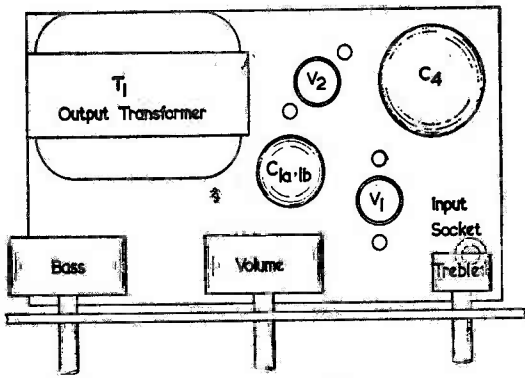 T1
Output Transformer
V2
C4
C1a,1b
V1
Input
Socket
Bass
Volume
Treble